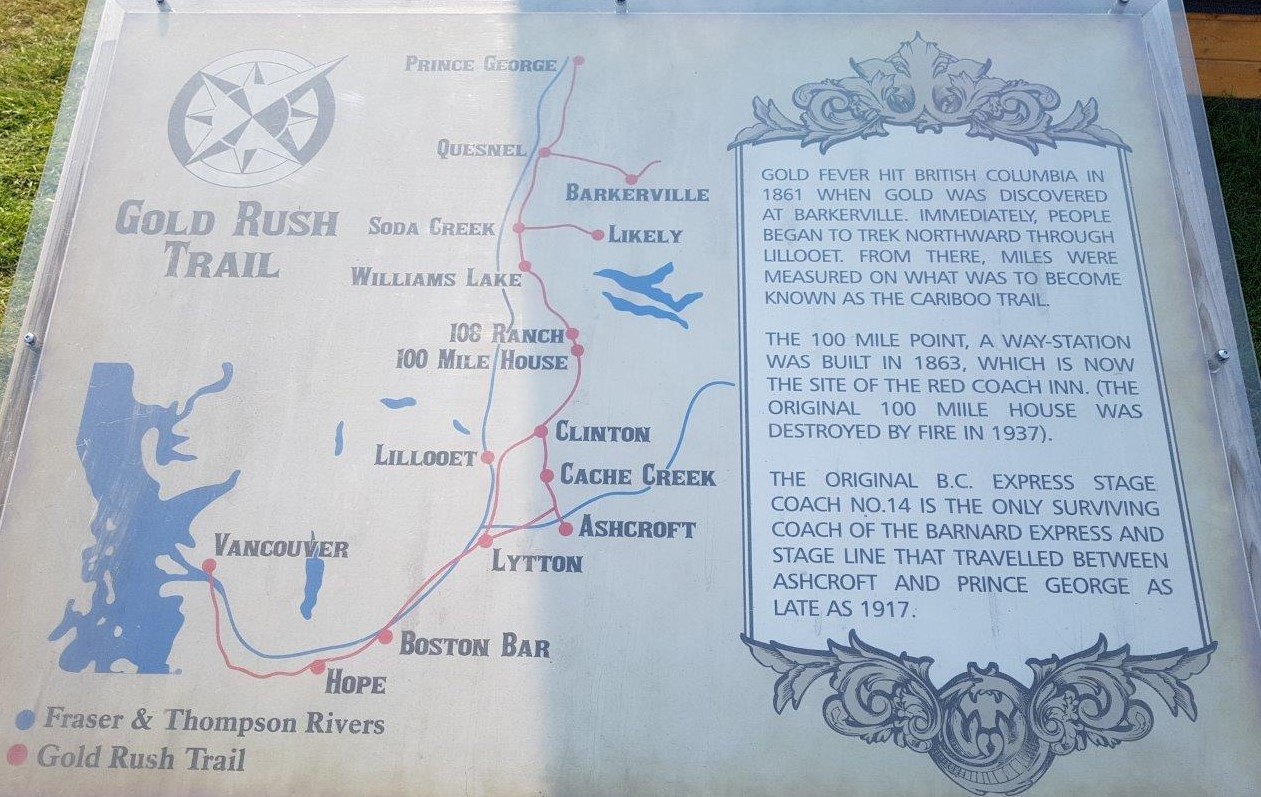 PRINCE GEORGE
QUESNEL
BARKERVILLE
GOLD RUSH
TRAIL
SODA CREEK
LIKELY
WILLIAMS LAKE
108 RANCH
100 MILE HOUSE
CLINTON
LILLOOET
CACHE CREEK
ASHCROFT
VANCOUVER
LYTTON
BOSTON BAR
HOPE
Fraser & Thompson Rivers
Gold Rush Trail
GOLD FEVER HIT BRITISH COLUMBIA IN
1861 WHEN GOLD WAS DISCOVERED
AT BARKERVILLE. IMMEDIATELY, PEOPLE
BEGAN TO TREK NORTHWARD THROUGH
LILLOOET. FROM THERE, MILES WERE
MEASURED ON WHAT WAS TO BECOME
KNOWN AS THE CARIBOO TRAIL.
THE 100 MILE POINT, A WAY-STATION
WAS BUILT IN 1863, WHICH IS NOW
THE SITE OF THE RED COACH INN. (THE
ORIGINAL 100 MIILE HOUSE WAS
DESTROYED BY FIRE IN 1937).
THE ORIGINAL B.C. EXPRESS STAGE
COACH NO.14 IS THE ONLY SURVIVING
COACH OF THE BARNARD EXPRESS AND
STAGE LINE THAT TRAVELLED BETWEEN
ASHCROFT AND PRINCE GEORGE AS
LATE AS 1917.